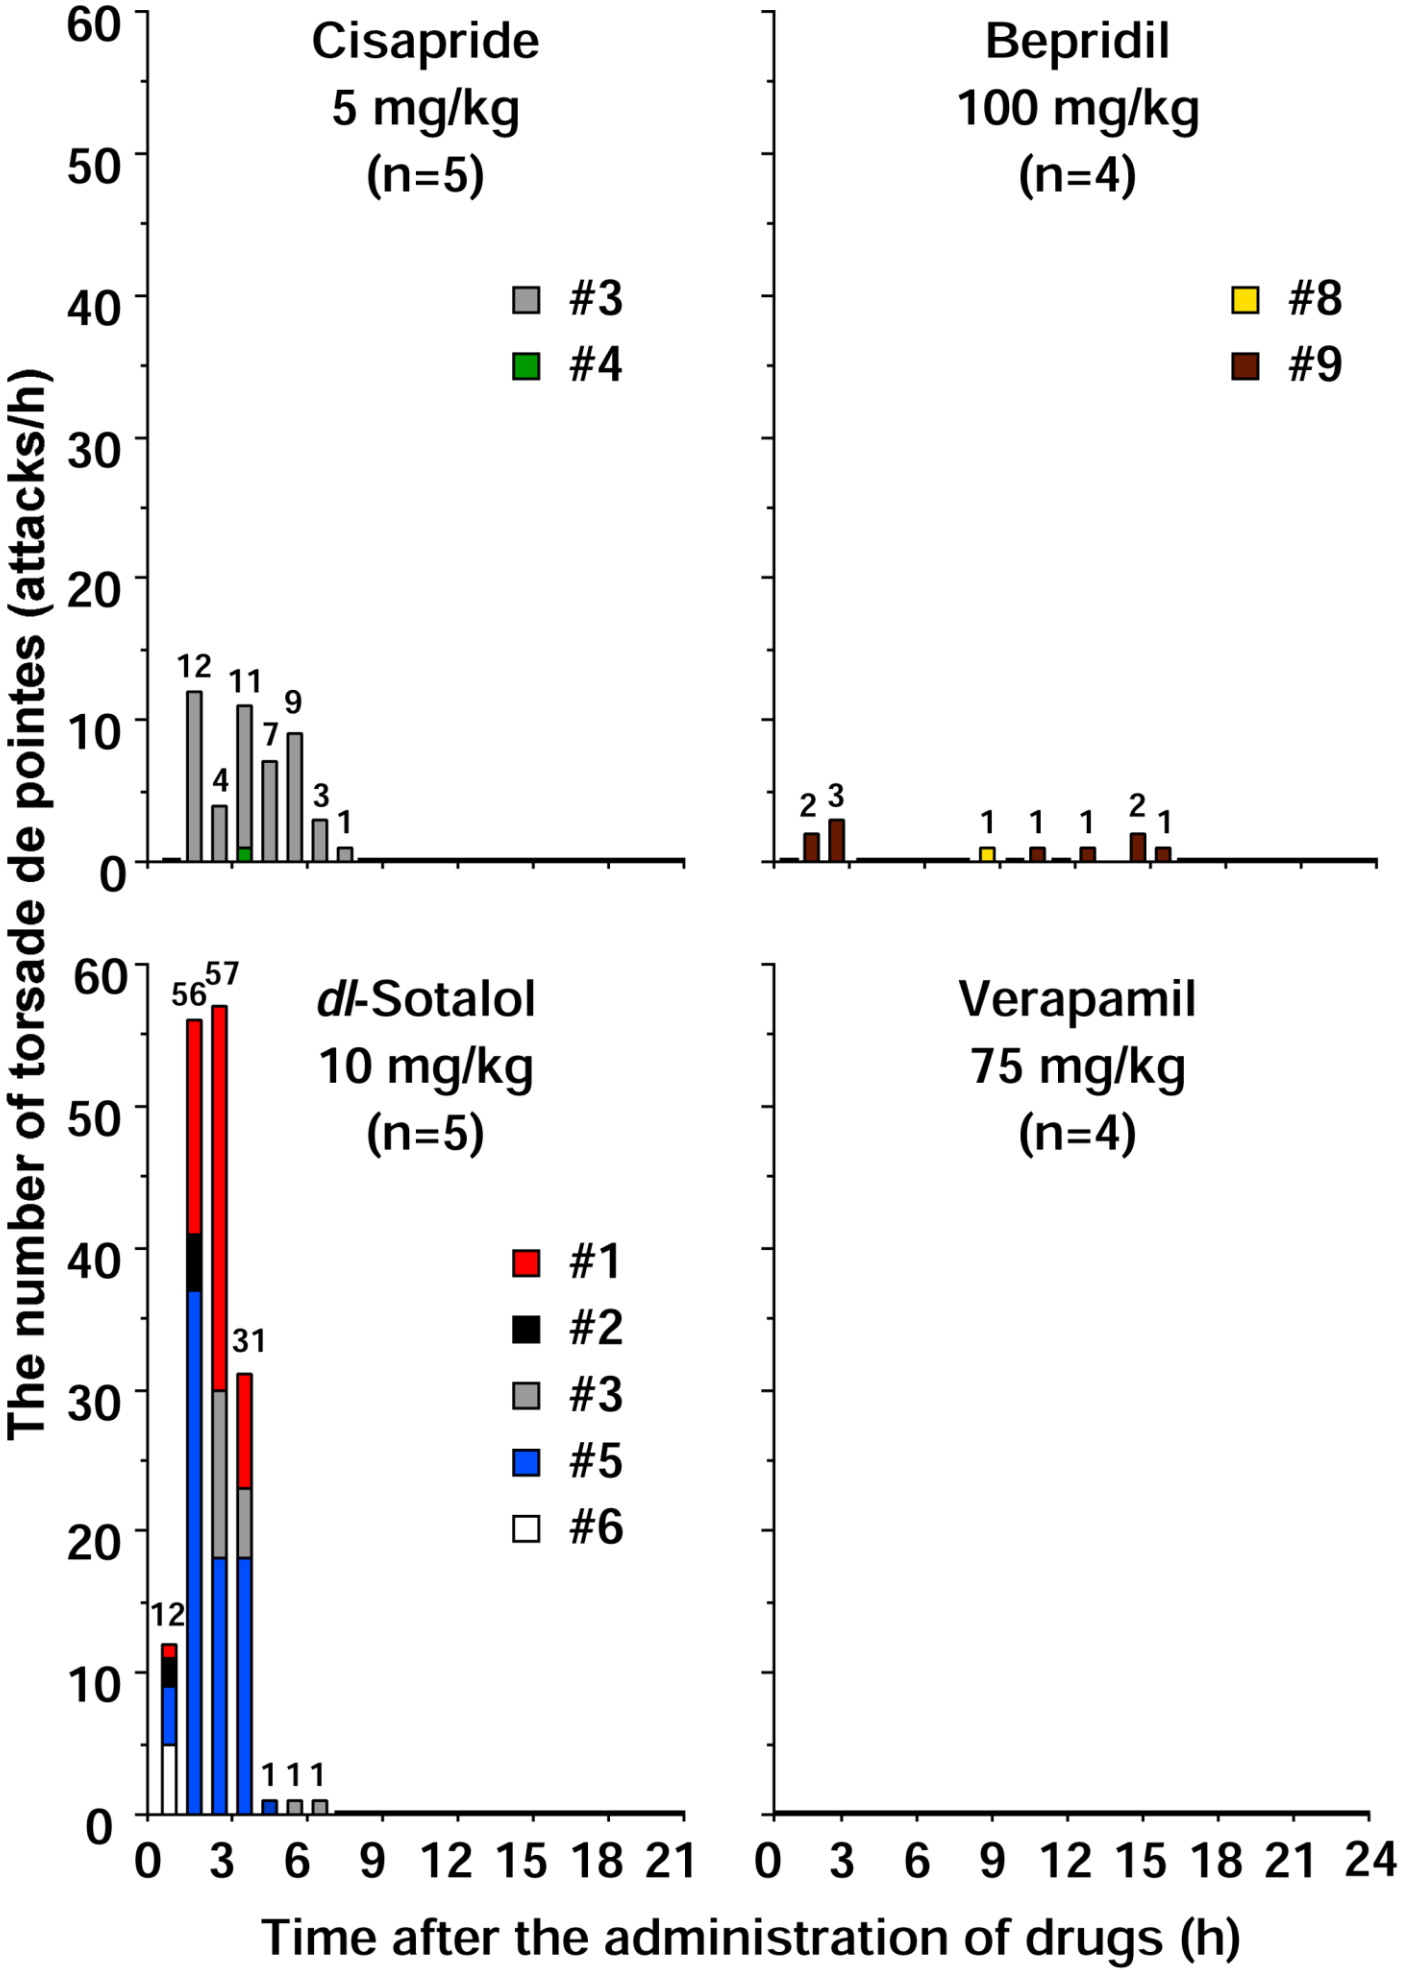 The number of torsade de pointes (attacks/h)
Cisapride
5 mg/kg
(n=5)
60
50
40
30
20
10
0
#3
#4
12
4
11
7
9
3
1
Bepridil
100 mg/kg
(n=4)
#8
#9
2
3
1
1
1
2
1
dl-Sotalol
10 mg/kg
(n=5)
60
50
40
30
20
10
0
#1
#2
#3
#5
#6
12
56
57
31
1
1
1
0 3 6 9 12 15 18 21
Verapamil
75 mg/kg
(n=4)
0 3 6 9 12 15 18 21 24
Time after the administration of drugs (h)